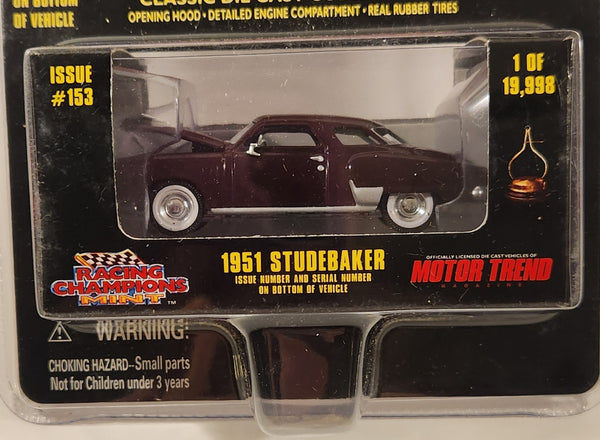 ON BOTTOM
OF VEHICLE
CLASSIC DIE CAST
OPENING HOOD • DETAILED ENGINE COMPARTMENT • REAL RUBBER TIRES
ISSUE
#153
1 OF
19,998
RACING
CHAMPIONS
MINT™
1951 STUDEBAKER
ISSUE NUMBER AND SERIAL NUMBER
ON BOTTOM OF VEHICLE
OFFICIALLY LICENSED DIE CAST VEHICLES OF
MOTOR TREND
MAGAZINE
⚠ WARNING:
CHOKING HAZARD--Small parts
Not for Children under 3 years